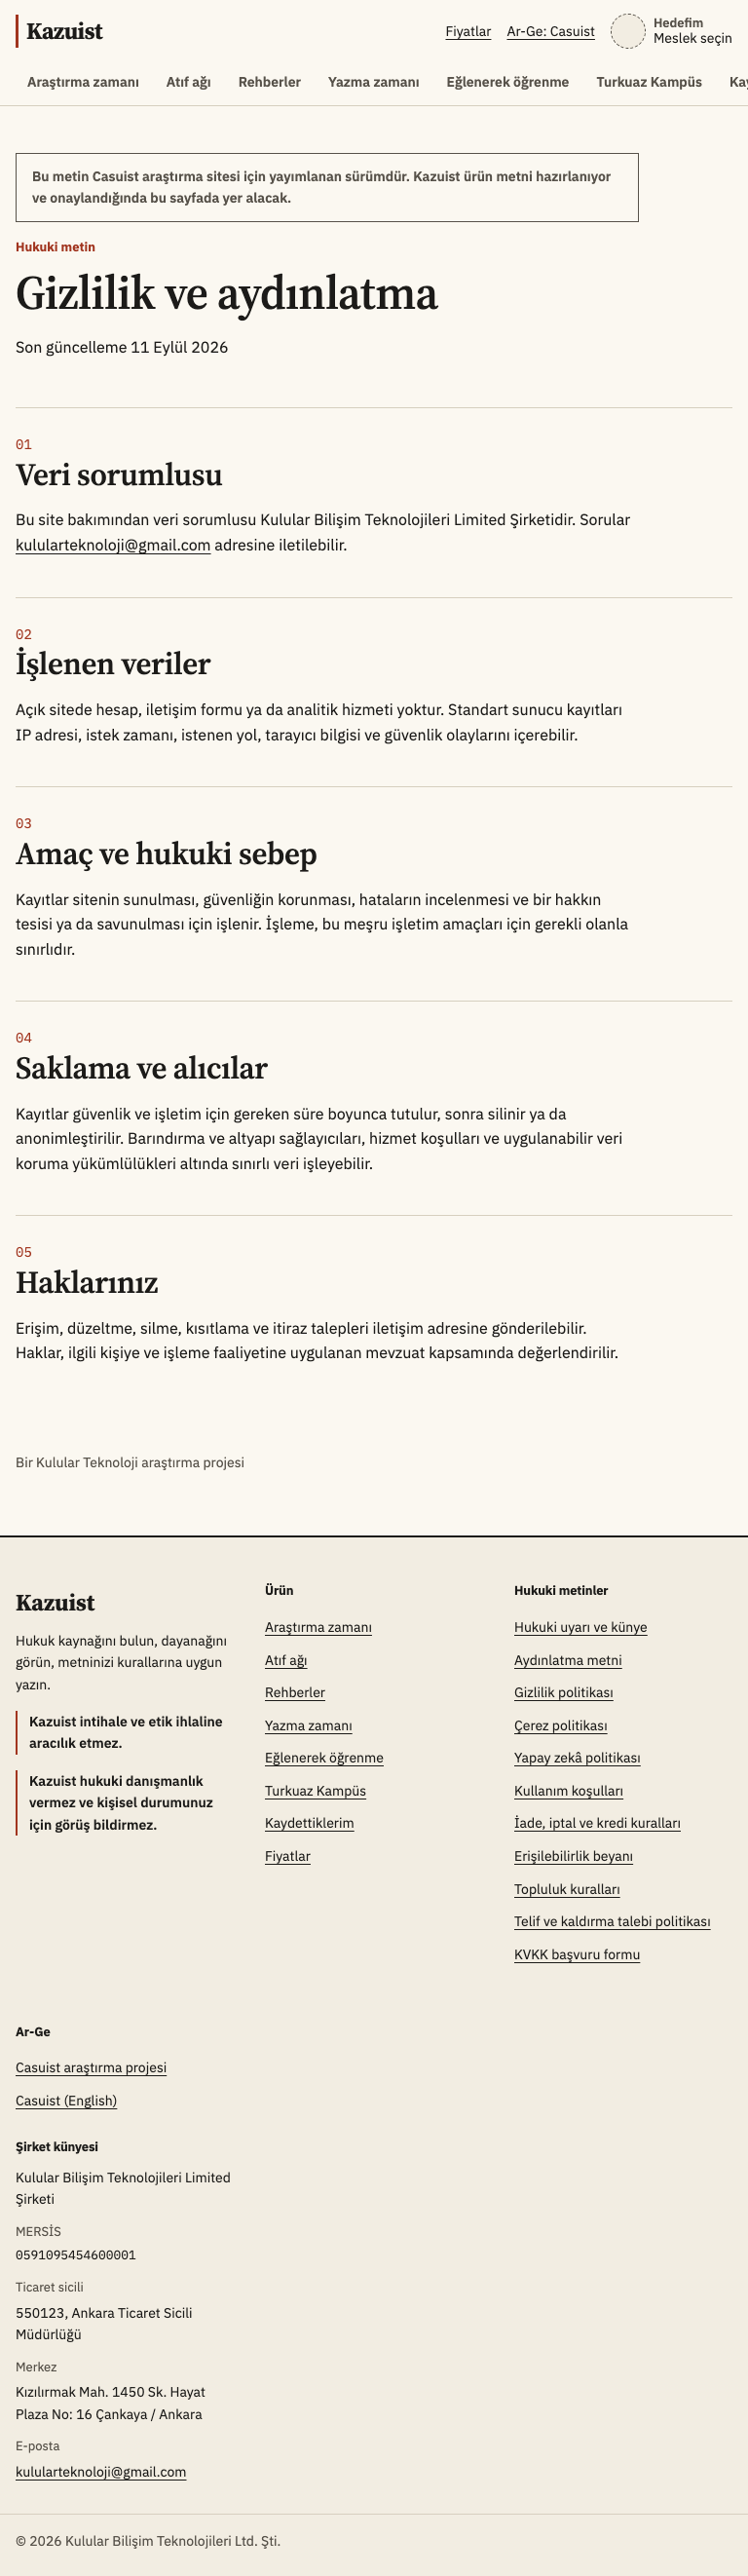 Kazuist
Fiyatlar
Ar-Ge: Casuist
Hedefim
Meslek seçin
Araştırma zamanı
Atıf ağı
Rehberler
Yazma zamanı
Eğlenerek öğrenme
Turkuaz Kampüs
Bu metin Casuist araştırma sitesi için yayımlanan sürümdür. Kazuist ürün metni hazırlanıyor
ve onaylandığında bu sayfada yer alacak.
Hukuki metin
Gizlilik ve aydınlatma
Son güncelleme 11 Eylül 2026
01
Veri sorumlusu
Bu site bakımından veri sorumlusu Kulular Bilişim Teknolojileri Limited Şirketidir. Sorular
kulularteknoloji@gmail.com adresine iletilebilir.
02
İşlenen veriler
Açık sitede hesap, iletişim formu ya da analitik hizmeti yoktur. Standart sunucu kayıtları
IP adresi, istek zamanı, istenen yol, tarayıcı bilgisi ve güvenlik olaylarını içerebilir.
03
Amaç ve hukuki sebep
Kayıtlar sitenin sunulması, güvenliğin korunması, hataların incelenmesi ve bir hakkın
tesisi ya da savunulması için işlenir. İşleme, bu meşru işletim amaçları için gerekli olanla
sınırlıdır.
04
Saklama ve alıcılar
Kayıtlar güvenlik ve işletim için gereken süre boyunca tutulur, sonra silinir ya da
anonimleştirilir. Barındırma ve altyapı sağlayıcıları, hizmet koşulları ve uygulanabilir veri
koruma yükümlülükleri altında sınırlı veri işleyebilir.
05
Haklarınız
Erişim, düzeltme, silme, kısıtlama ve itiraz talepleri iletişim adresine gönderilebilir.
Haklar, ilgili kişiye ve işleme faaliyetine uygulanan mevzuat kapsamında değerlendirilir.
Bir Kulular Teknoloji araştırma projesi
Kazuist
Hukuk kaynağını bulun, dayanağını
görün, metninizi kurallarına uygun
yazın.
Kazuist intihale ve etik ihlaline
aracılık etmez.
Kazuist hukuki danışmanlık
vermez ve kişisel durumunuz
için görüş bildirmez.
Ürün
Araştırma zamanı
Atıf ağı
Rehberler
Yazma zamanı
Eğlenerek öğrenme
Turkuaz Kampüs
Kaydettiklerim
Fiyatlar
Hukuki metinler
Hukuki uyarı ve künye
Aydınlatma metni
Gizlilik politikası
Çerez politikası
Yapay zekâ politikası
Kullanım koşulları
İade, iptal ve kredi kuralları
Erişilebilirlik beyanı
Topluluk kuralları
Telif ve kaldırma talebi politikası
KVKK başvuru formu
Ar-Ge
Casuist araştırma projesi
Casuist (English)
Şirket künyesi
Kulular Bilişim Teknolojileri Limited
Şirketi
MERSİS
0591095454600001
Ticaret sicili
550123, Ankara Ticaret Sicili
Müdürlüğü
Merkez
Kızılırmak Mah. 1450 Sk. Hayat
Plaza No: 16 Çankaya / Ankara
E-posta
kulularteknoloji@gmail.com
© 2026 Kulular Bilişim Teknolojileri Ltd. Şti.